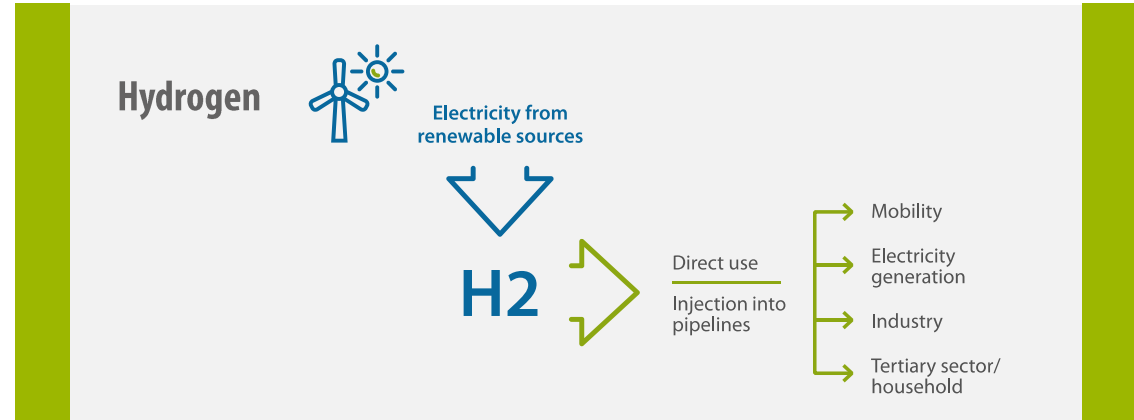 Hydrogen
Electricity from
renewable sources
H2
Direct use
Injection into
pipelines
Mobility
Electricity
generation
Industry
Tertiary sector/
household